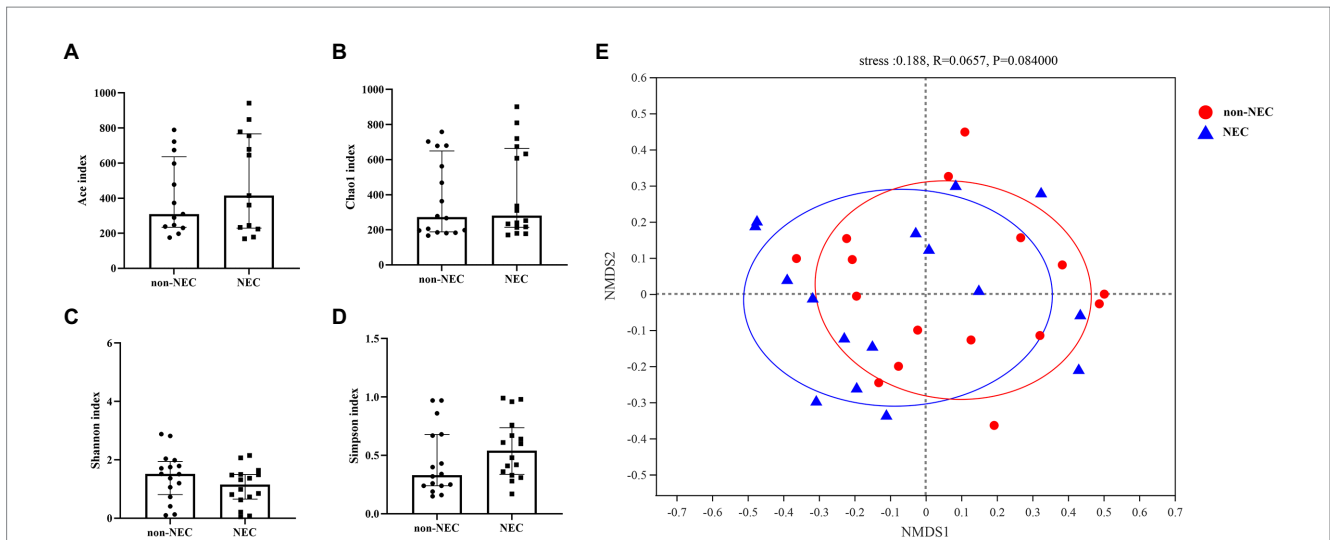 A
Ace index
1000
800
600
400
200
0
non-NEC
NEC
B
Chao1 index
1000
800
600
400
200
0
non-NEC
NEC
C
Shannon index
6
4
2
0
non-NEC
NEC
D
Simpson index
1.5
1.0
0.5
0.0
non-NEC
NEC
E
stress :0.188, R=0.0657, P=0.084000
NMDS2
0.6
0.5
0.4
0.3
0.2
0.1
0
-0.1
-0.2
-0.3
-0.4
-0.5
-0.7 -0.6 -0.5 -0.4 -0.3 -0.2 -0.1 0 0.1 0.2 0.3 0.4 0.5 0.6 0.7
NMDS1
non-NEC
NEC